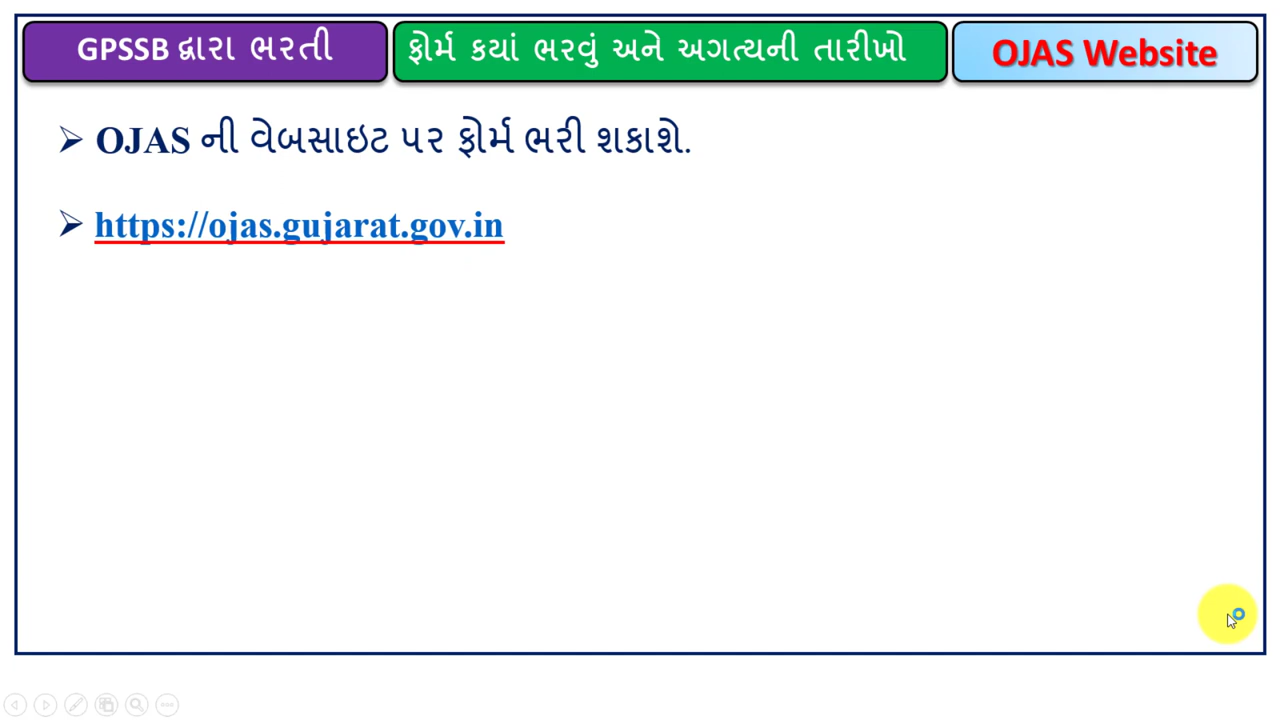 GPSSB દ્વારા ભરતી
ફોર્મ કયાં ભરવું અને અગત્યની તારીખો
OJAS Website
OJAS ની વેબસાઇટ પર ફોર્મ ભરી શકાશે.
https://ojas.gujarat.gov.in